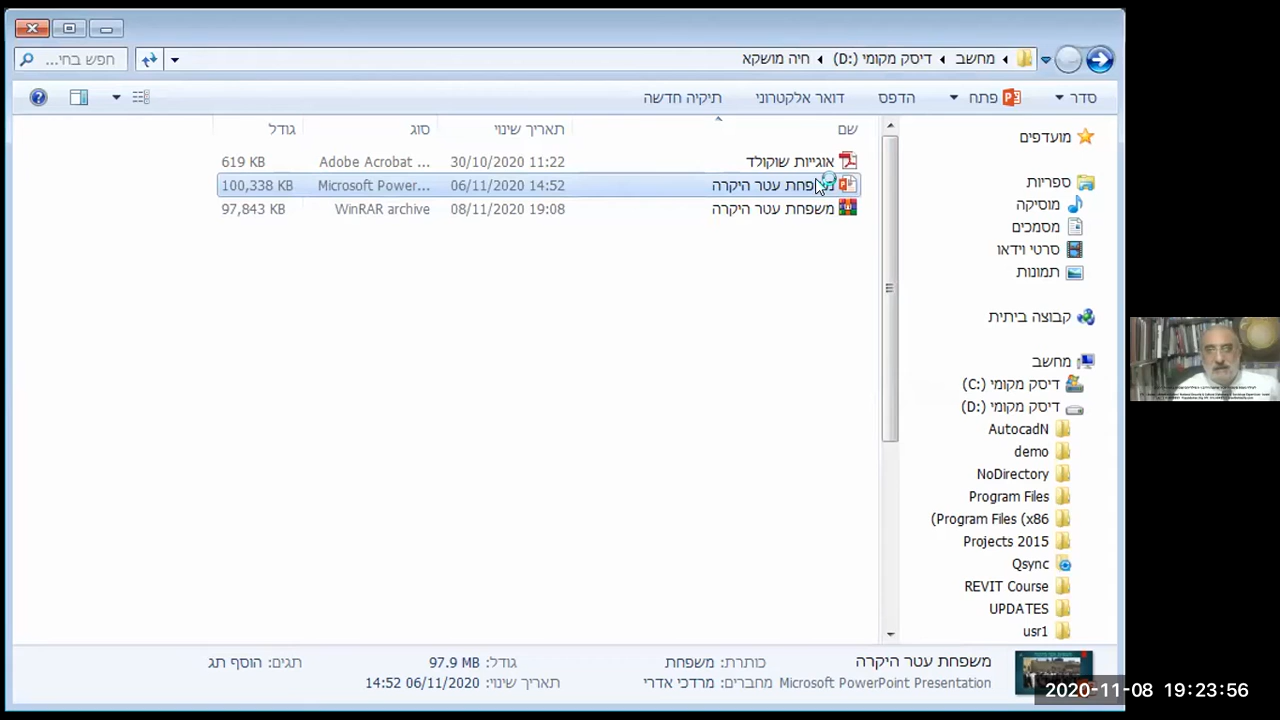 מחשב ◂ דיסק מקומי (D:) ◂ חיה מושקא
חפש בחי...
סדר
פתח
הדפס
דואר אלקטרוני
תיקיה חדשה
שם
תאריך שינוי
סוג
גודל
אוגייות שוקולד 30/10/2020 11:22 Adobe Acrobat ... 619 KB
משפחת עטר היקרה 06/11/2020 14:52 Microsoft Power... 100,338 KB
משפחת עטר היקרה 08/11/2020 19:08 WinRAR archive 97,843 KB
מועדפים
ספריות
מוסיקה
מסמכים
סרטי וידאו
תמונות
קבוצה ביתית
מחשב
דיסק מקומי (C:)
דיסק מקומי (D:)
AutocadN
demo
NoDirectory
Program Files
(Program Files (x86
Projects 2015
Qsync
REVIT Course
UPDATES
usr1
משפחת עטר היקרה
כותרת: משפחת
גודל: 97.9 MB
תגים: הוסף תג
Microsoft PowerPoint Presentation
מחברים: מרדכי אדרי
תאריך שינוי: 06/11/2020 14:52
2020-11-08 19:23:56